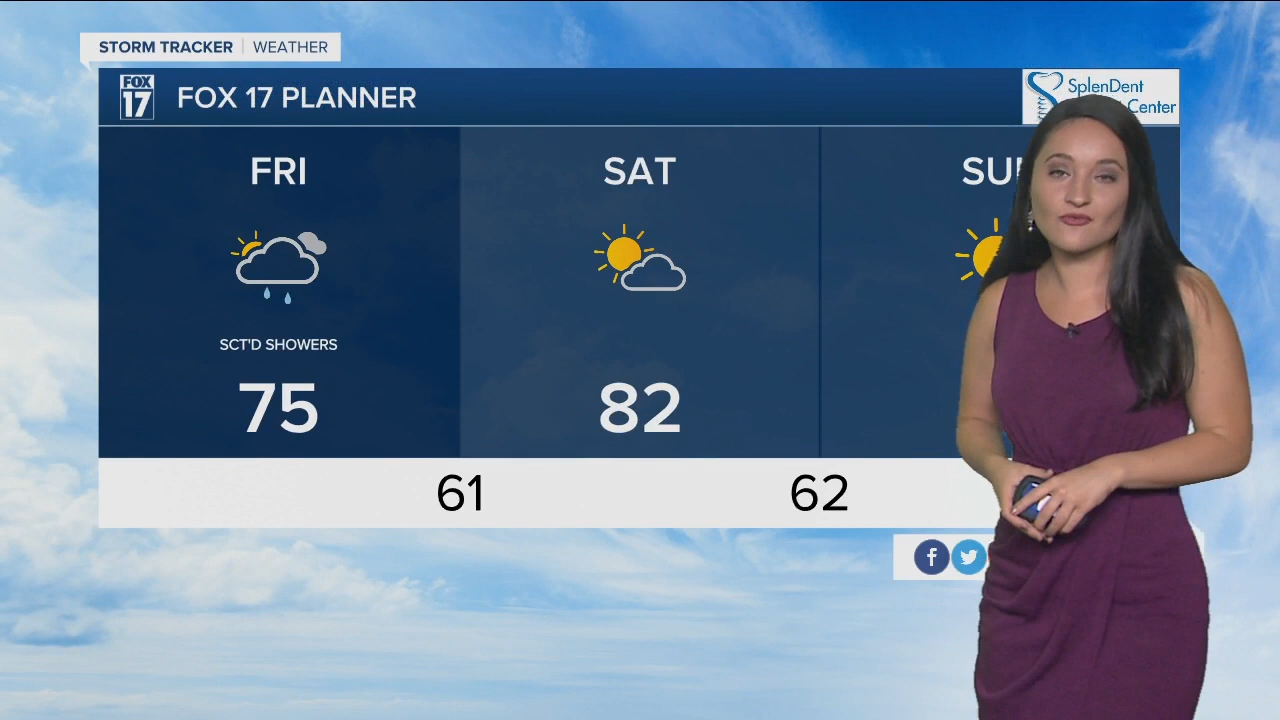 STORM TRACKER | WEATHER
FOX
17
FOX 17 PLANNER
SplenDent
Center
FRI
SAT
SCT'D SHOWERS
75
82
61
62
f